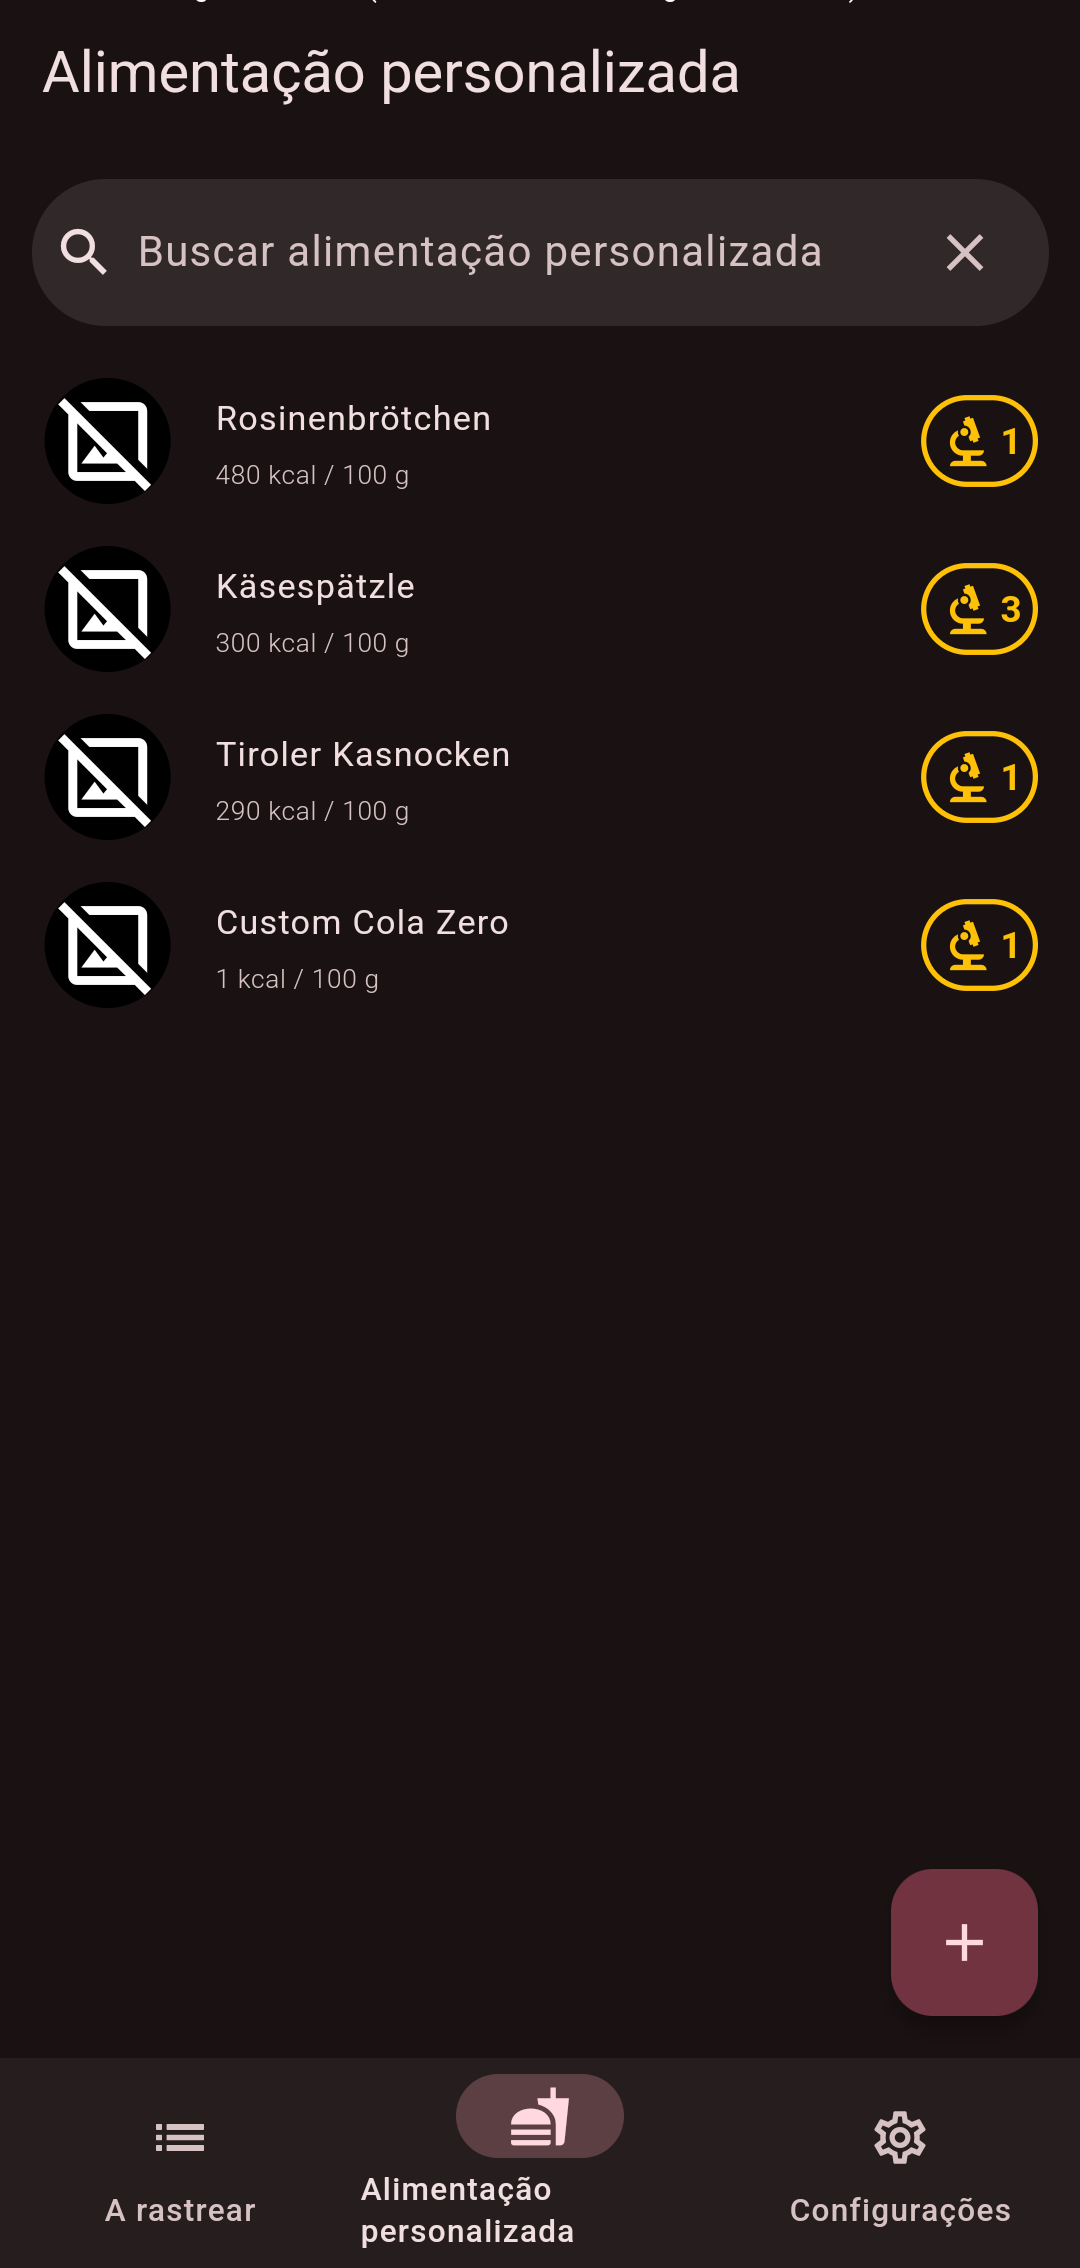 Alimentação personalizada
Buscar alimentação personalizada
Rosinenbrötchen
480 kcal / 100 g
1
Käsespätzle
300 kcal / 100 g
3
Tiroler Kasnocken
290 kcal / 100 g
1
Custom Cola Zero
1 kcal / 100 g
1
A rastrear
Alimentação
personalizada
Configurações